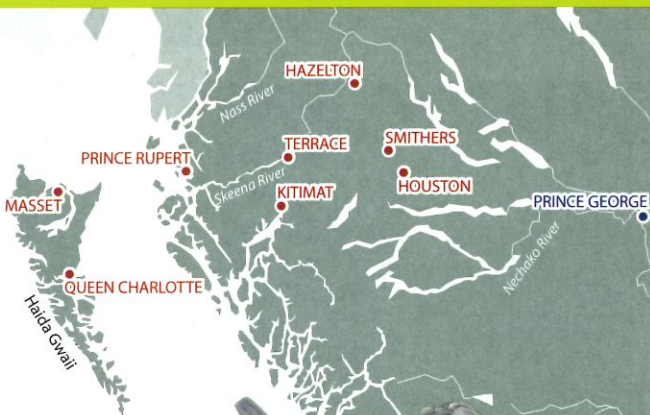 HAZELTON
Nass River
TERRACE
SMITHERS
PRINCE RUPERT
Skeena River
KITIMAT
HOUSTON
MASSET
PRINCE GEORGE
Nechako River
QUEEN CHARLOTTE
Haida Gwaii